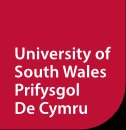 University of
South Wales
Prifysgol
De Cymru